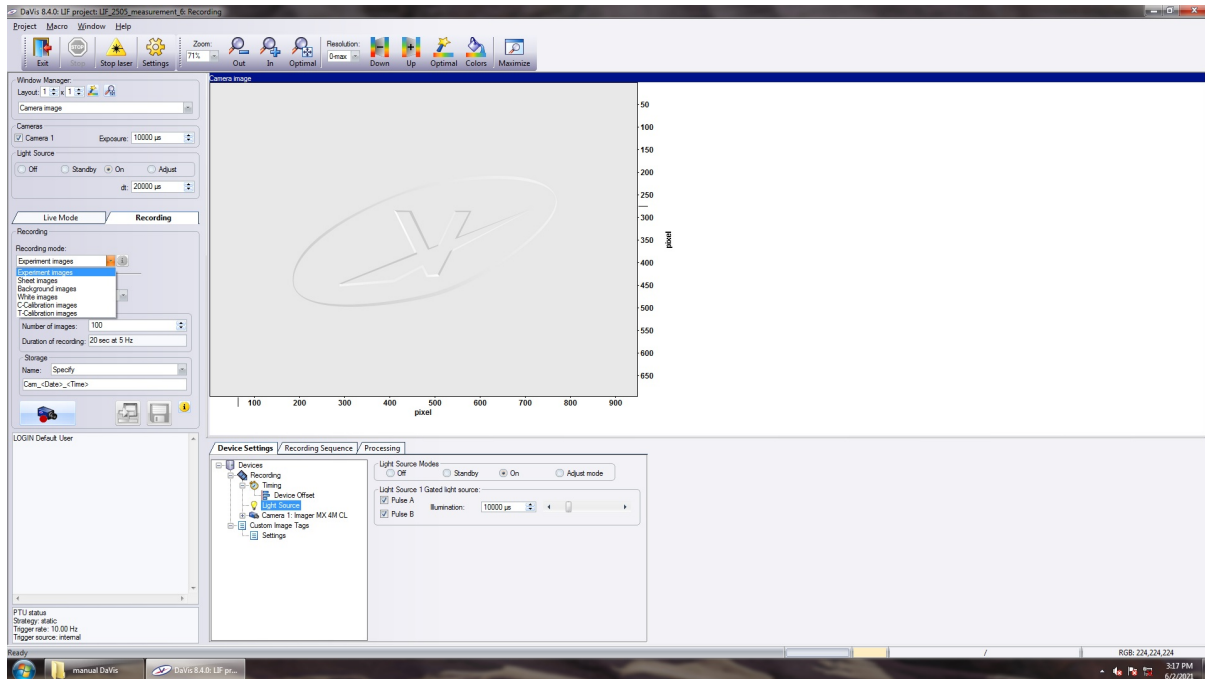 DaVis 8.4.0: LIF project: LIF_2505_measurement_6: Recording
Project Macro Window Help
Exit Stop Stop laser Settings Zoom: 71% Out In Optimal Resolution: 0-max Down Up Optimal Colors Maximize
Window Manager:
Layout: 1 x 1
Camera image
Cameras
Camera 1 Exposure: 10000 µs
Light Source
Off Standby On Adjust
dt: 20000 µs
Live Mode Recording
Recording
Recording mode:
Experiment images
Experiment images
Sheet images
Background images
White images
C-Calibration images
T-Calibration images
Number of images: 100
Duration of recording: 20 sec at 5 Hz
Storage
Name: Specify
Cam_<Date>_<Time>
LOGIN Default User
PTU status
Strategy: static
Trigger rate: 10.00 Hz
Trigger source: internal
Camera image
50
100
150
200
250
300
350
400
450
500
550
600
650
pixel
100 200 300 400 500 600 700 800 900
pixel
Device Settings Recording Sequence Processing
Devices
Recording
Timing
Device Offset
Light Source
Camera 1: Imager MX 4M CL
Custom Image Tags
Settings
Light Source Modes
Off Standby On Adjust mode
Light Source 1 Gated light source:
Pulse A
Illumination: 10000 µs
Pulse B
Ready / RGB: 224,224,224
manual DaVis DaVis 8.4.0: LIF pr...
3:17 PM
6/2/2021